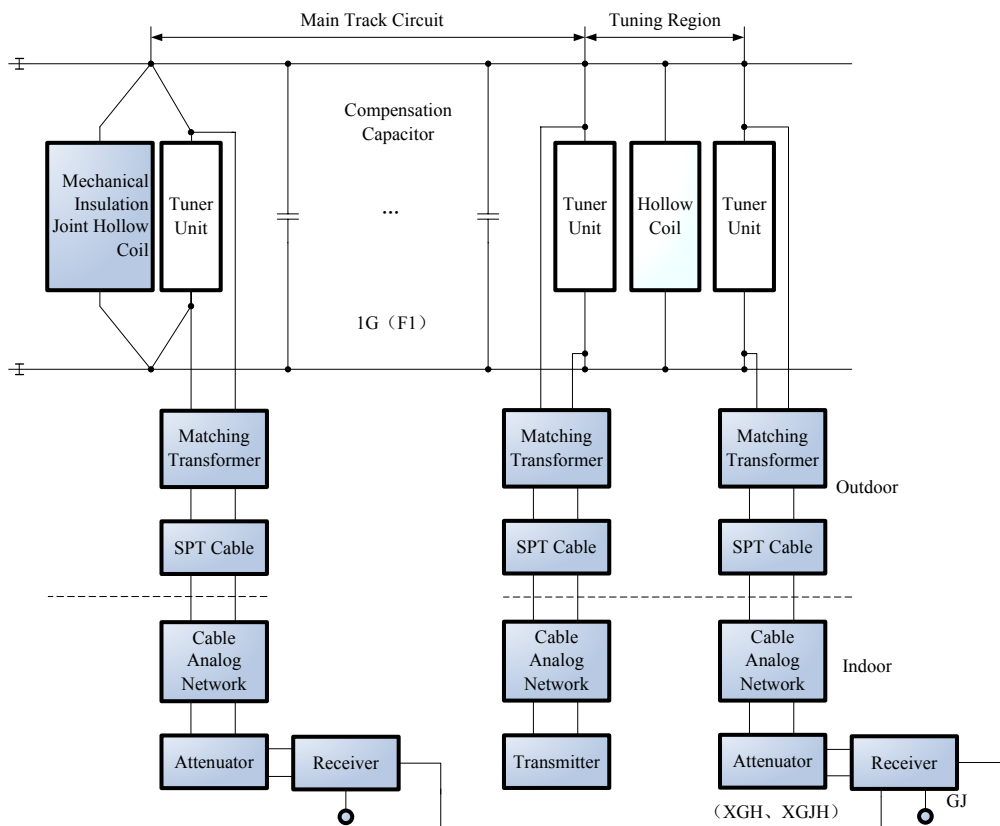 Main Track Circuit
Tuning Region
Compensation
Capacitor
Mechanical
Insulation
Joint Hollow
Coil
Tuner
Unit
...
Tuner
Unit
Hollow
Coil
Tuner
Unit
1G（F1）
Matching
Transformer
Matching
Transformer
Matching
Transformer
Outdoor
SPT Cable
SPT Cable
SPT Cable
Cable
Analog
Network
Cable
Analog
Network
Cable
Analog
Network
Indoor
Attenuator
Receiver
Transmitter
Attenuator
Receiver
（XGH、XGJH）
GJ